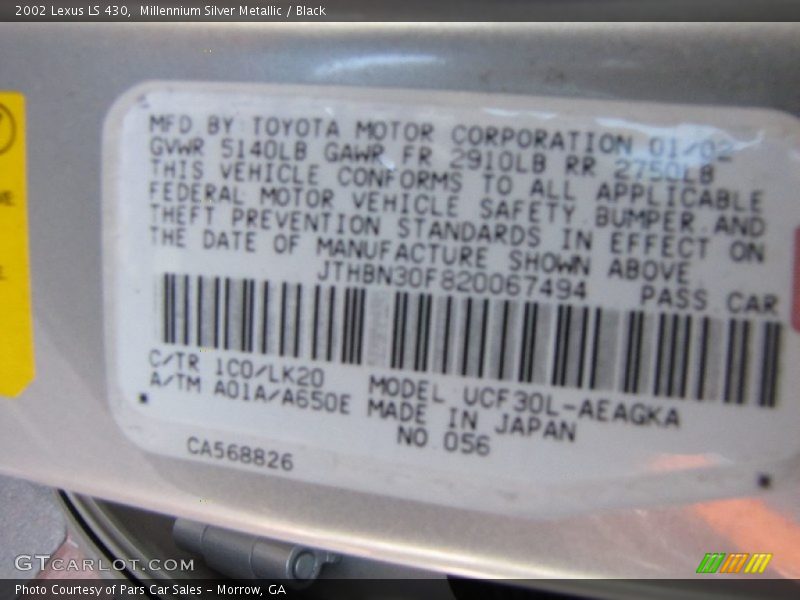 2002 Lexus LS 430, Millennium Silver Metallic / Black
MFD BY TOYOTA MOTOR CORPORATION 01/02
GVWR 5140LB GAWR FR 2910LB RR 2750LB
THIS VEHICLE CONFORMS TO ALL APPLICABLE
FEDERAL MOTOR VEHICLE SAFETY BUMPER AND
THEFT PREVENTION STANDARDS IN EFFECT ON
THE DATE OF MANUFACTURE SHOWN ABOVE
JTHBN30F820067494 PASS CAR
C/TR 1C0/LK20 MODEL UCF30L-AEAGKA
A/TM A01A/A650E MADE IN JAPAN
NO 056
CA568826
GTCARLOT.COM
Photo Courtesy of Pars Car Sales - Morrow, GA